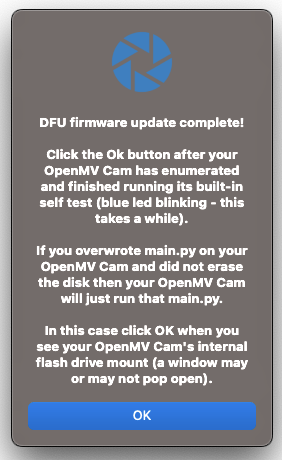 DFU firmware update complete!
Click the Ok button after your
OpenMV Cam has enumerated
and finished running its built-in
self test (blue led blinking - this
takes a while).
If you overwrote main.py on your
OpenMV Cam and did not erase
the disk then your OpenMV Cam
will just run that main.py.
In this case click OK when you
see your OpenMV Cam's internal
flash drive mount (a window may
or may not pop open).
OK